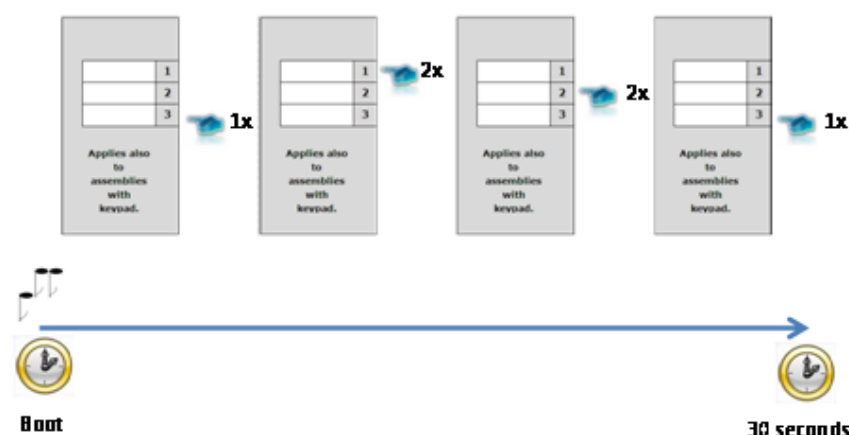 1
2
3
1x
Applies also
to
assemblies
with
keypad.
1
2
3
2x
Applies also
to
assemblies
with
keypad.
1
2
3
2x
Applies also
to
assemblies
with
keypad.
1
2
3
1x
Applies also
to
assemblies
with
keypad.
Boot
30 seconds